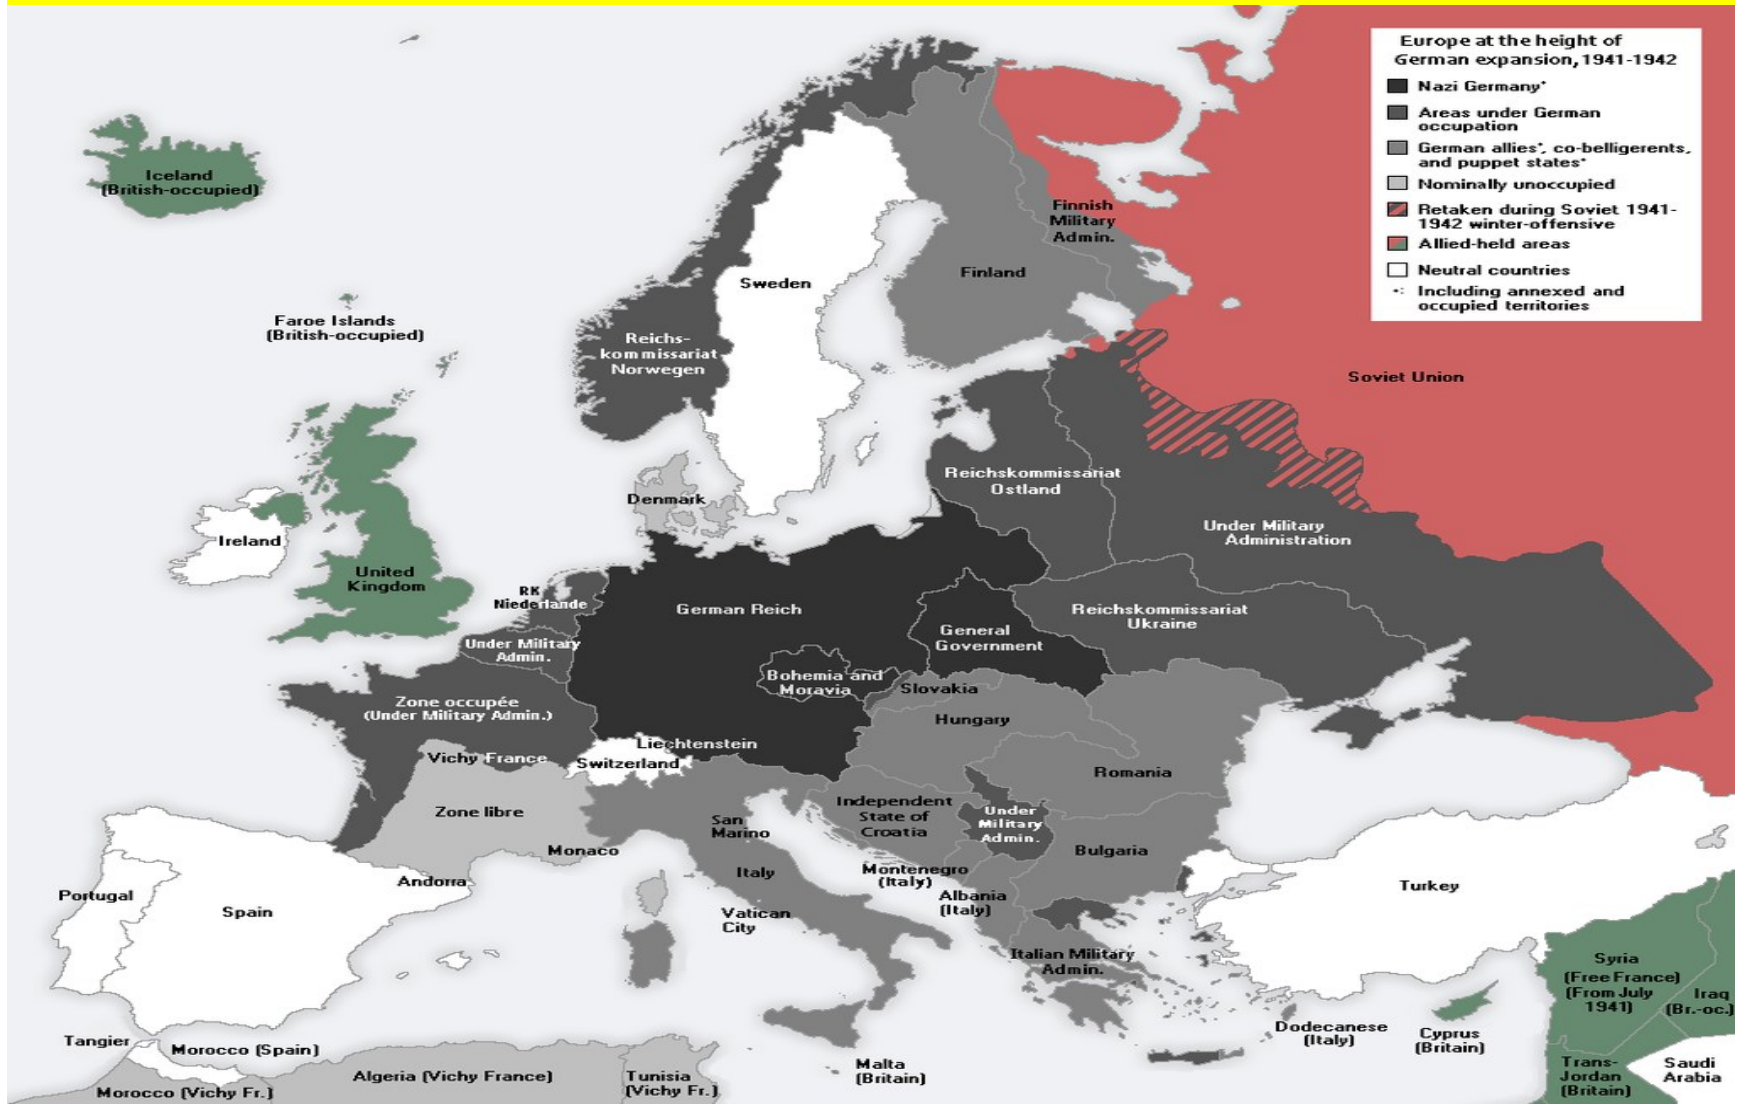 Europe at the height of
German expansion, 1941-1942
Nazi Germany*
Areas under German
occupation
German allies*, co-belligerents,
and puppet states*
Nominally unoccupied
Retaken during Soviet 1941-
1942 winter-offensive
Allied-held areas
Neutral countries
*: Including annexed and
occupied territories
Iceland
(British-occupied)
Finnish
Military
Admin.
Finland
Sweden
Faroe Islands
(British-occupied)
Reichs-
kommissariat
Norwegen
Soviet Union
Reichskommissariat
Ostland
Denmark
Under Military
Administration
Ireland
United
Kingdom
RK
Niederlande
German Reich
Reichskommissariat
Ukraine
General
Government
Under Military
Admin.
Bohemia and
Moravia
Slovakia
Zone occupée
(Under Military Admin.)
Hungary
Liechtenstein
Vichy France
Switzerland
Romania
Zone libre
Independent
State of
Croatia
Under
Military
Admin.
San
Marino
Monaco
Bulgaria
Italy
Montenegro
(Italy)
Andorra
Turkey
Portugal
Albania
(Italy)
Spain
Vatican
City
Italian Military
Admin.
Syria
(Free France)
(From July
1941)
Iraq
(Br.-oc.)
Dodecanese
(Italy)
Cyprus
(Britain)
Tangier
Morocco (Spain)
Malta
(Britain)
Trans-
Jordan
(Britain)
Saudi
Arabia
Algeria (Vichy France)
Tunisia
(Vichy Fr.)
Morocco (Vichy Fr.)